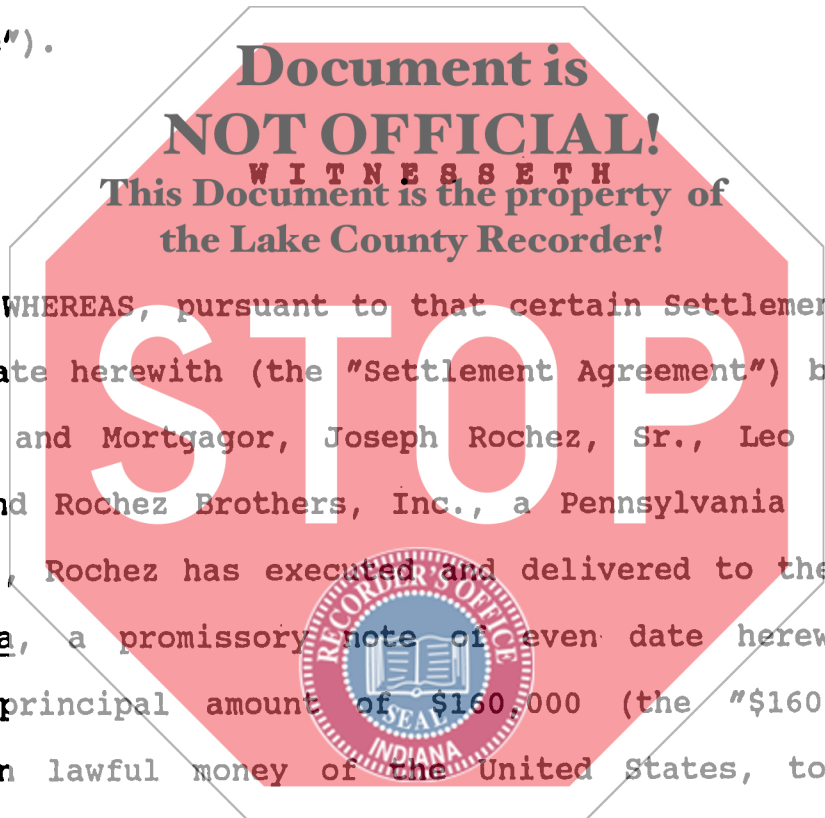 ").
Document is
NOT OFFICIAL!
WITNESSETH
This Document is the property of
the Lake County Recorder!
WHEREAS, pursuant to that certain Settlemen
ate herewith (the "Settlement Agreement") b
and Mortgagor, Joseph Rochez, Sr., Leo
nd Rochez Brothers, Inc., a Pennsylvania
, Rochez has executed and delivered to the
a, a promissory note of even date herew
principal amount of $160,000 (the "$160
n lawful money of the United States, to
STOP
RECORDER'S OFFICE
SEAL
INDIANA